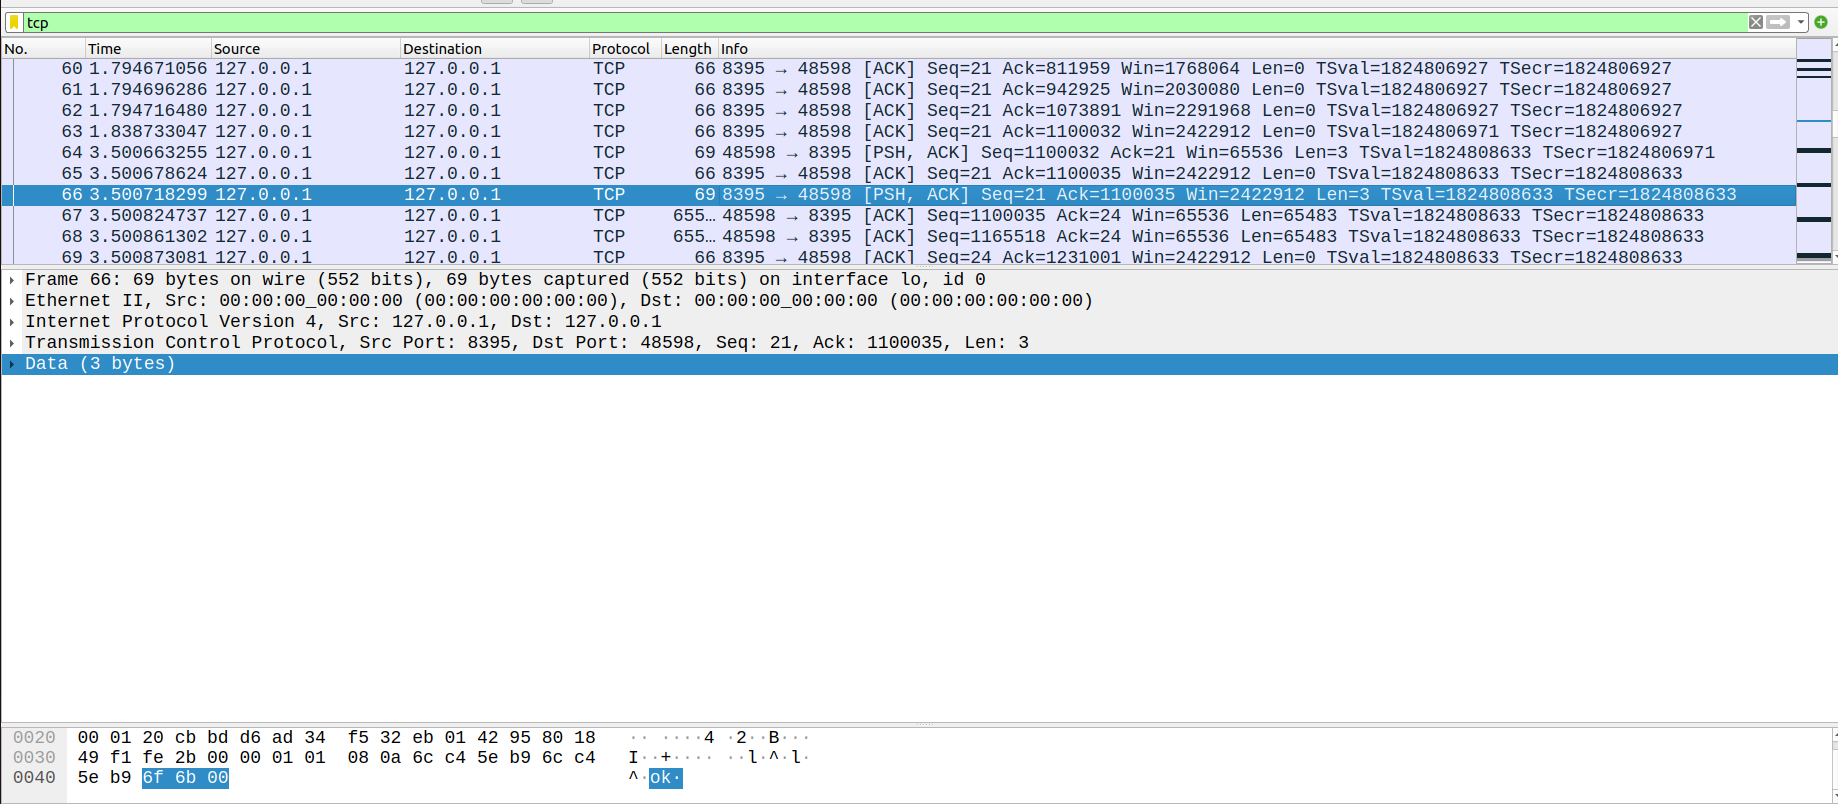 tcp
No. Time Source Destination Protocol Length Info
60 1.794671056 127.0.0.1 127.0.0.1 TCP 66 8395 → 48598 [ACK] Seq=21 Ack=811959 Win=1768064 Len=0 TSval=1824806927 TSecr=1824806927
61 1.794696286 127.0.0.1 127.0.0.1 TCP 66 8395 → 48598 [ACK] Seq=21 Ack=942925 Win=2030080 Len=0 TSval=1824806927 TSecr=1824806927
62 1.794716480 127.0.0.1 127.0.0.1 TCP 66 8395 → 48598 [ACK] Seq=21 Ack=1073891 Win=2291968 Len=0 TSval=1824806927 TSecr=1824806927
63 1.838733047 127.0.0.1 127.0.0.1 TCP 66 8395 → 48598 [ACK] Seq=21 Ack=1100032 Win=2422912 Len=0 TSval=1824806971 TSecr=1824806927
64 3.500663255 127.0.0.1 127.0.0.1 TCP 69 48598 → 8395 [PSH, ACK] Seq=1100032 Ack=21 Win=65536 Len=3 TSval=1824808633 TSecr=1824806971
65 3.500678624 127.0.0.1 127.0.0.1 TCP 66 8395 → 48598 [ACK] Seq=21 Ack=1100035 Win=2422912 Len=0 TSval=1824808633 TSecr=1824808633
66 3.500718299 127.0.0.1 127.0.0.1 TCP 69 8395 → 48598 [PSH, ACK] Seq=21 Ack=1100035 Win=2422912 Len=3 TSval=1824808633 TSecr=1824808633
67 3.500824737 127.0.0.1 127.0.0.1 TCP 655… 48598 → 8395 [ACK] Seq=1100035 Ack=24 Win=65536 Len=65483 TSval=1824808633 TSecr=1824808633
68 3.500861302 127.0.0.1 127.0.0.1 TCP 655… 48598 → 8395 [ACK] Seq=1165518 Ack=24 Win=65536 Len=65483 TSval=1824808633 TSecr=1824808633
69 3.500873081 127.0.0.1 127.0.0.1 TCP 66 8395 → 48598 [ACK] Seq=24 Ack=1231001 Win=2422912 Len=0 TSval=1824808633 TSecr=1824808633
Frame 66: 69 bytes on wire (552 bits), 69 bytes captured (552 bits) on interface lo, id 0
Ethernet II, Src: 00:00:00_00:00:00 (00:00:00:00:00:00), Dst: 00:00:00_00:00:00 (00:00:00:00:00:00)
Internet Protocol Version 4, Src: 127.0.0.1, Dst: 127.0.0.1
Transmission Control Protocol, Src Port: 8395, Dst Port: 48598, Seq: 21, Ack: 1100035, Len: 3
Data (3 bytes)
0020 00 01 20 cb bd d6 ad 34 f5 32 eb 01 42 95 80 18 ·· ····4 ·2··B···
0030 49 f1 fe 2b 00 00 01 01 08 0a 6c c4 5e b9 6c c4 I··+···· ··l·^·l·
0040 5e b9 6f 6b 00 ^·ok·